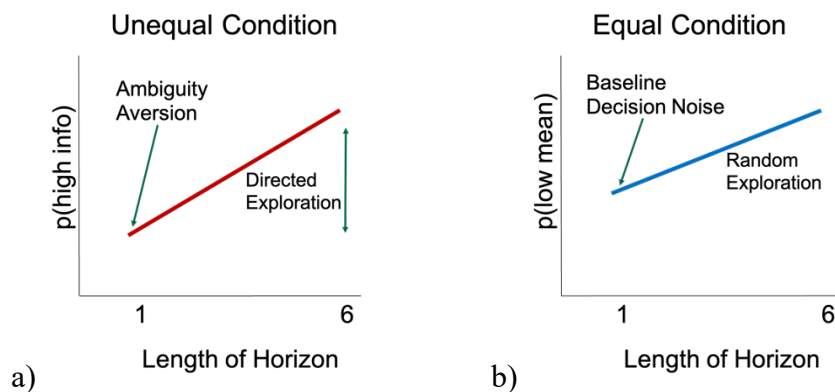 Unequal Condition
p(high info)
Ambiguity
Aversion
Directed
Exploration
1
6
Length of Horizon
a)
Equal Condition
p(low mean)
Baseline
Decision Noise
Random
Exploration
1
6
Length of Horizon
b)